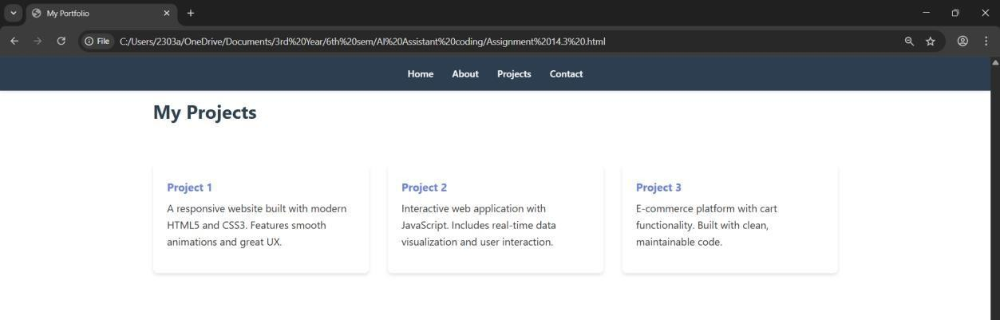 My Portfolio
File C:/Users/2303a/OneDrive/Documents/3rd%20Year/6th%20sem/AI%20Assistant%20coding/Assignment%2014.3%20.html
Home About Projects Contact
My Projects
Project 1
A responsive website built with modern
HTML5 and CSS3. Features smooth
animations and great UX.
Project 2
Interactive web application with
JavaScript. Includes real-time data
visualization and user interaction.
Project 3
E-commerce platform with cart
functionality. Built with clean,
maintainable code.